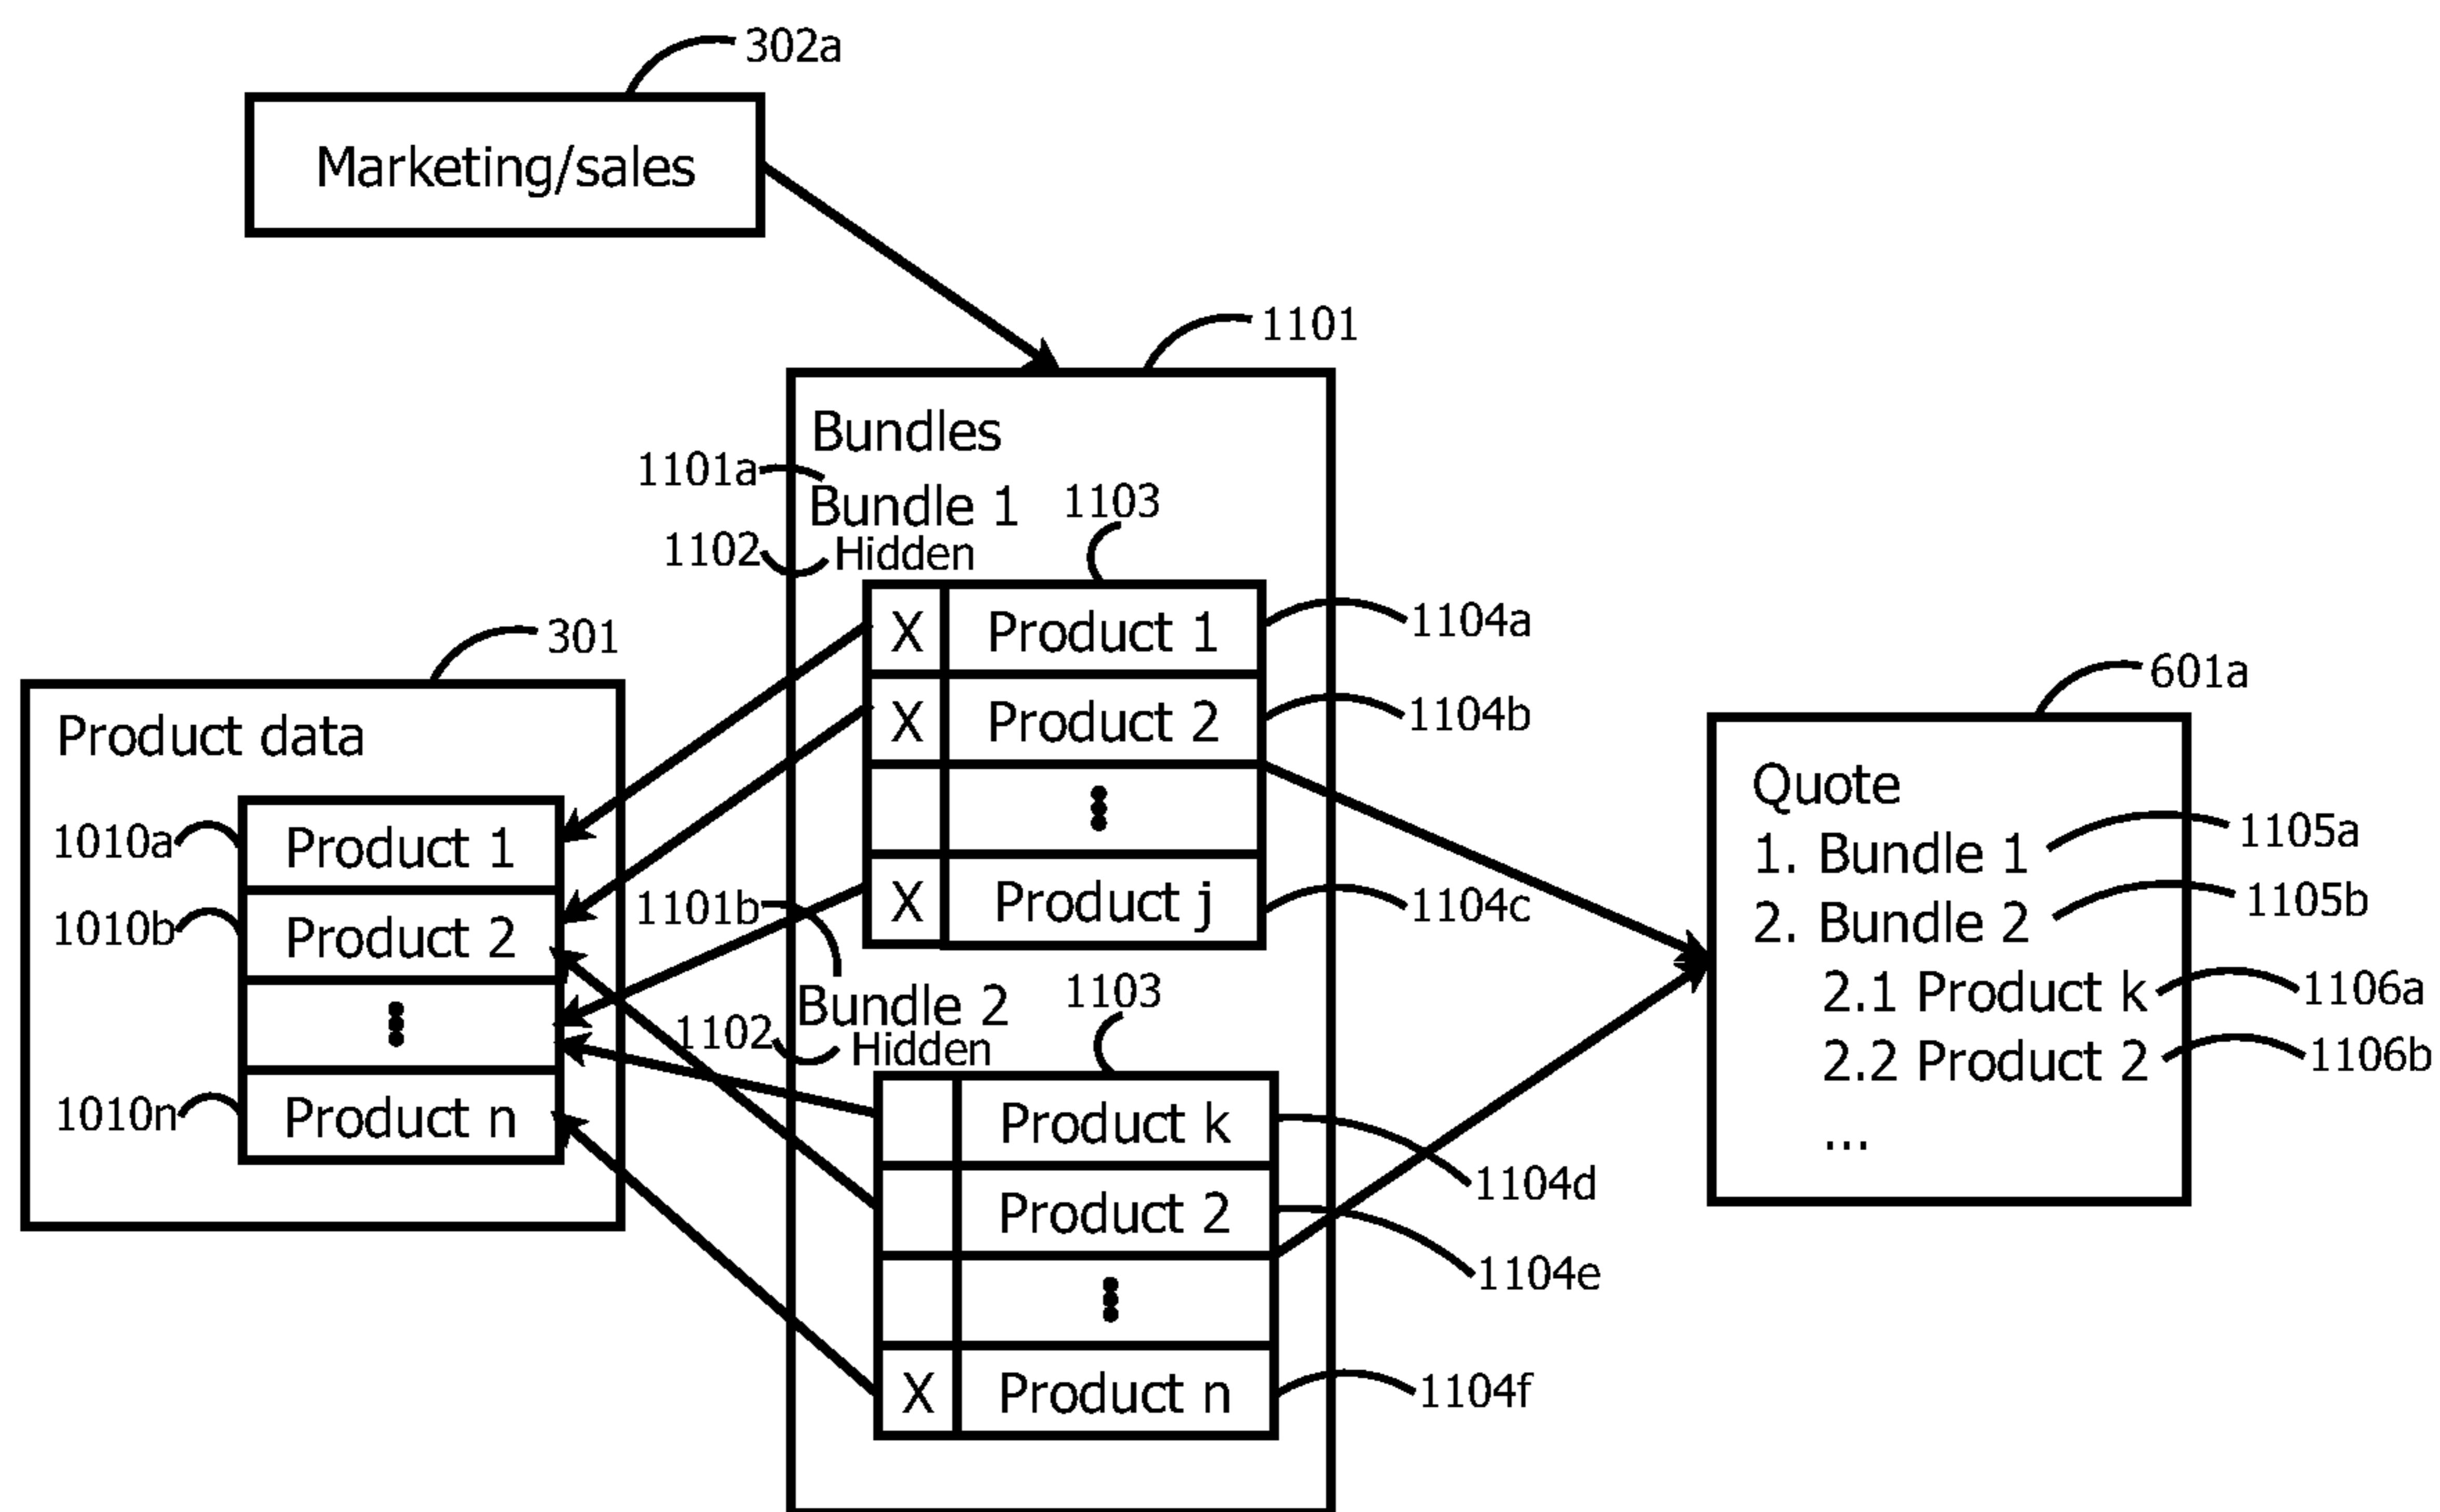 302a
Marketing/sales
1101
Bundles
1101a
Bundle 1
1103
1102
Hidden
X Product 1
1104a
X Product 2
1104b
X Product j
1104c
1101b
Bundle 2
1103
1102
Hidden
Product k
1104d
Product 2
1104e
X Product n
1104f
301
Product data
1010a
Product 1
1010b
Product 2
1010n
Product n
601a
Quote
1. Bundle 1
1105a
2. Bundle 2
1105b
2.1 Product k
1106a
2.2 Product 2
1106b
...